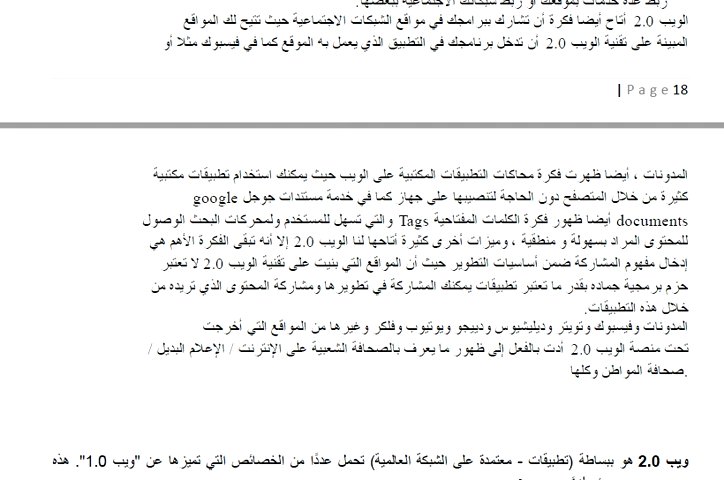 ربط عدة خدمات بموقعك أو ربط شبكاتك الاجتماعية ببعضها.
الويب 2.0 أتاح أيضا فكرة أن تشارك ببرامجك في مواقع الشبكات الاجتماعية حيث تتيح لك المواقع
المبينة على تقنية الويب 2.0 أن تدخل برنامجك في التطبيق الذي يعمل به الموقع كما في فيسبوك مثلا أو
| Page 18
المدونات ، أيضا ظهرت فكرة محاكات التطبيقات المكتبية على الويب حيث يمكنك استخدام تطبيقات مكتبية
كثيرة من خلال المتصفح دون الحاجة لتنصيبها على جهاز كما في خدمة مستندات جوجل google
documents أيضا ظهور فكرة الكلمات المفتاحية Tags والتي تسهل للمستخدم ولمحركات البحث الوصول
للمحتوى المراد بسهولة و منطقية ، وميزات أخرى كثيرة أتاحها لنا الويب 2.0 إلا أنه تبقى الفكرة الأهم هي
إدخال مفهوم المشاركة ضمن أساسيات التطوير حيث أن المواقع التي بنيت على تقنية الويب 2.0 لا تعتبر
حزم برمجية جماده بقدر ما تعتبر تطبيقات يمكنك المشاركة في تطويرها ومشاركة المحتوى الذي تريده من
خلال هذه التطبيقات.
المدونات وفيسبوك وتويتر وديليشيوس ودييجو ويوتيوب وفلكر وغيرها من المواقع التي أخرجت
تحت منصة الويب 2.0 أدت بالفعل إلى ظهور ما يعرف بالصحافة الشعبية على الإنترنت / الإعلام البديل /
.صحافة المواطن وكلها
ويب 2.0 هو ببساطة (تطبيقات - معتمدة على الشبكة العالمية) تحمل عددًا من الخصائص التي تميزها عن "ويب 1.0". هذه